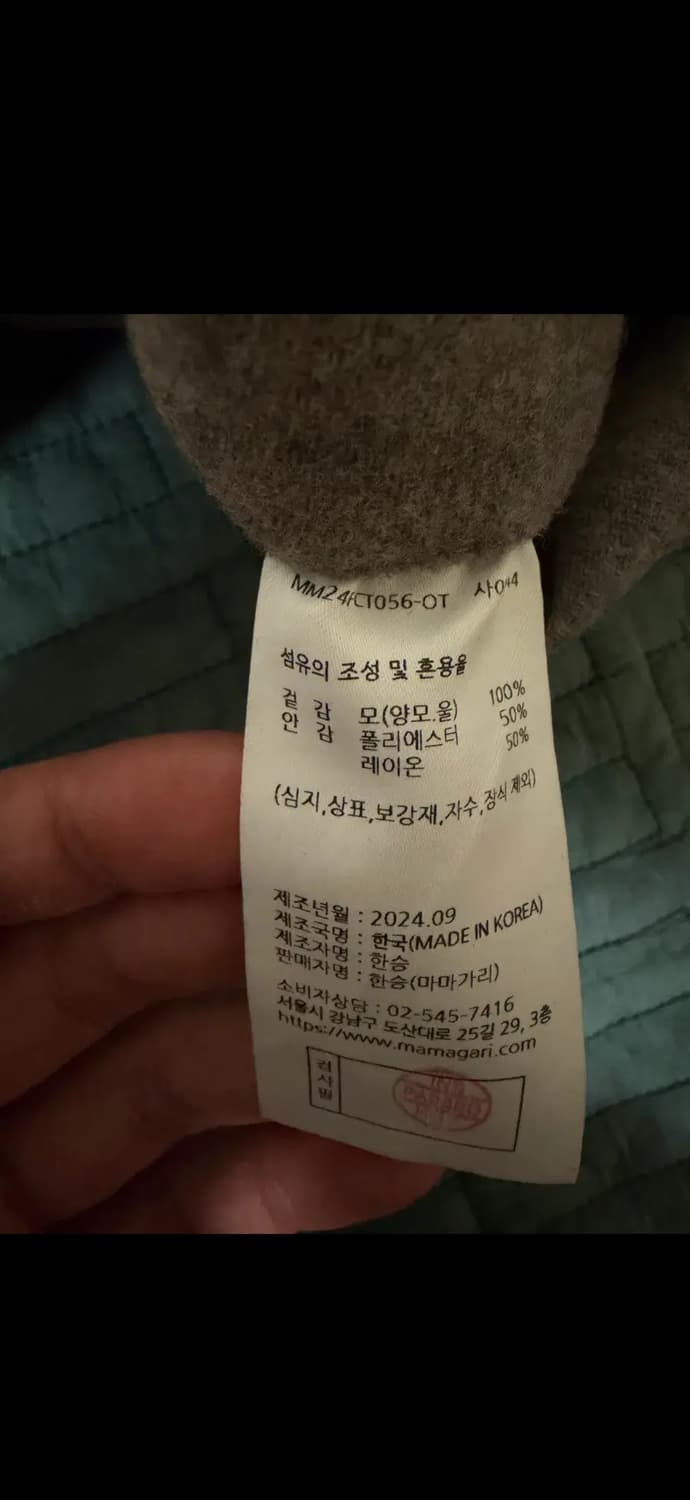 MM24FCT056-OT 사이44
섬유의 조성 및 혼용율
겉 감 모(양모.울) 100%
안 감 폴리에스터 50%
레이온 50%
(심지,상표,보강재,자수,장식 제외)
제조년월 : 2024.09
제조국명 : 한국(MADE IN KOREA)
제조자명 : 한승
판매자명 : 한승(마마가리)
소비자상담 : 02-545-7416
서울시 강남구 도산대로 25길 29, 3층
https://www.mamagari.com
검사필
PASSED